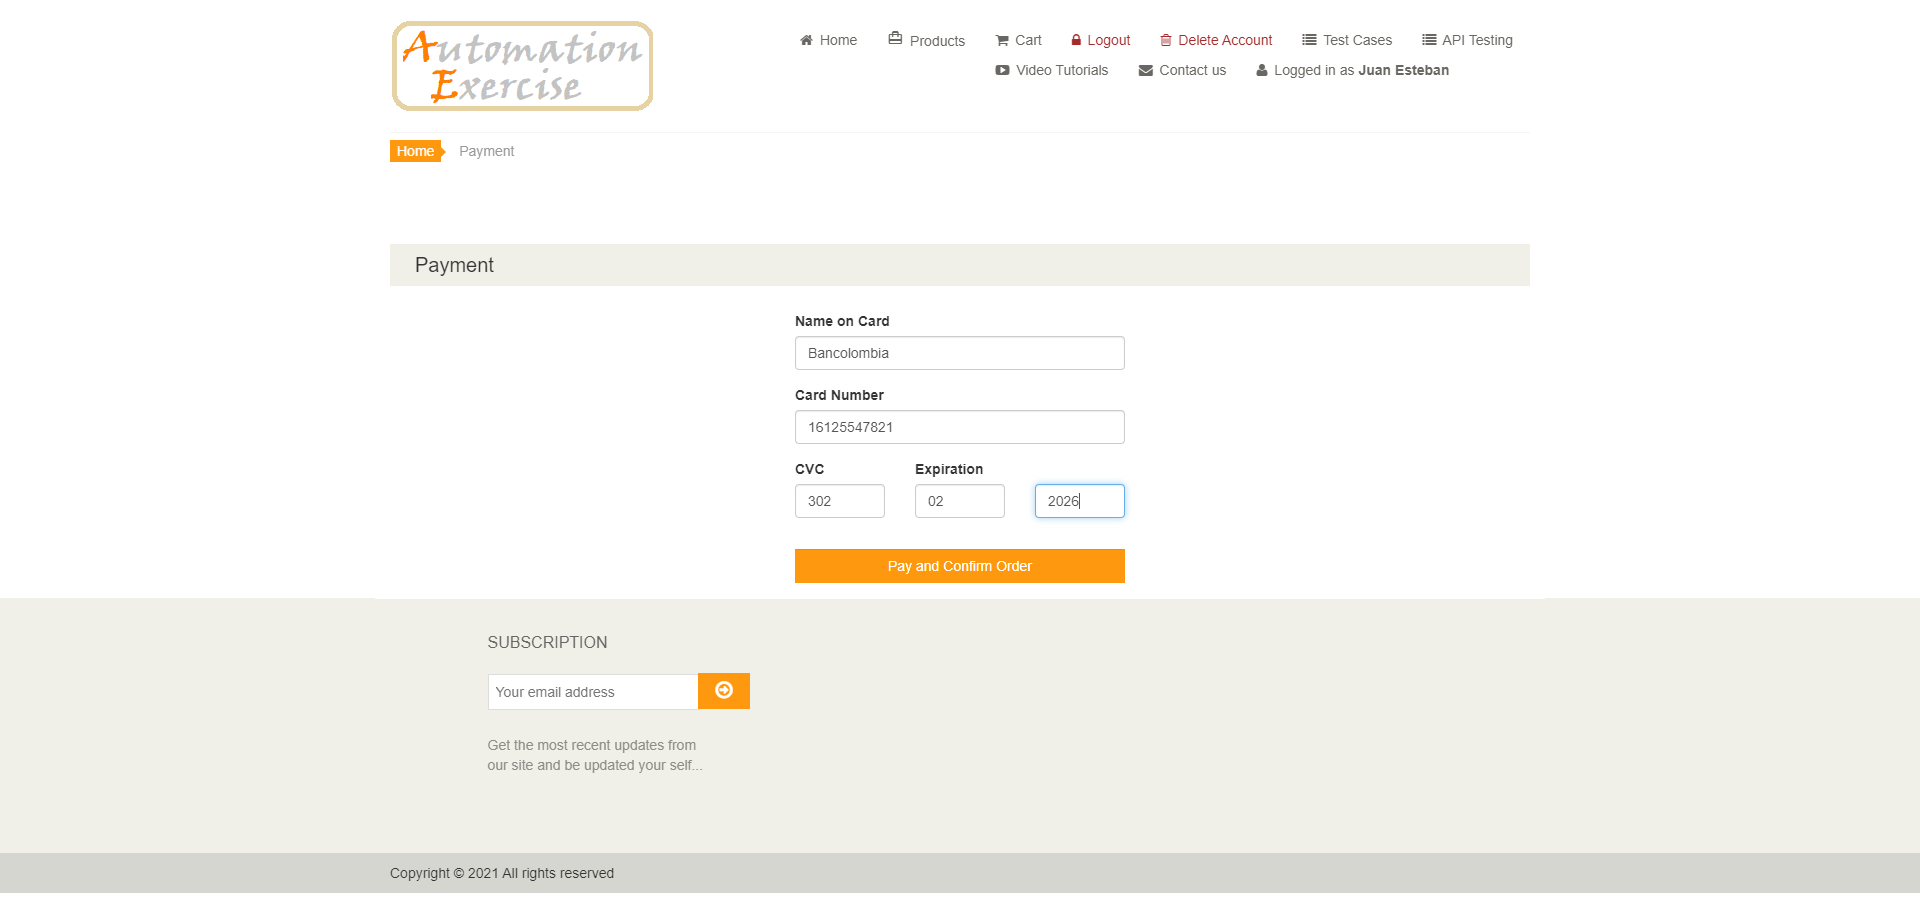 Automation
Exercise
Home Products Cart Logout Delete Account Test Cases API Testing
Video Tutorials Contact us Logged in as Juan Esteban
Home Payment
Payment
Name on Card
Bancolombia
Card Number
16125547821
CVC Expiration
302 02 2026
Pay and Confirm Order
SUBSCRIPTION
Your email address
Get the most recent updates from
our site and be updated your self...
Copyright © 2021 All rights reserved